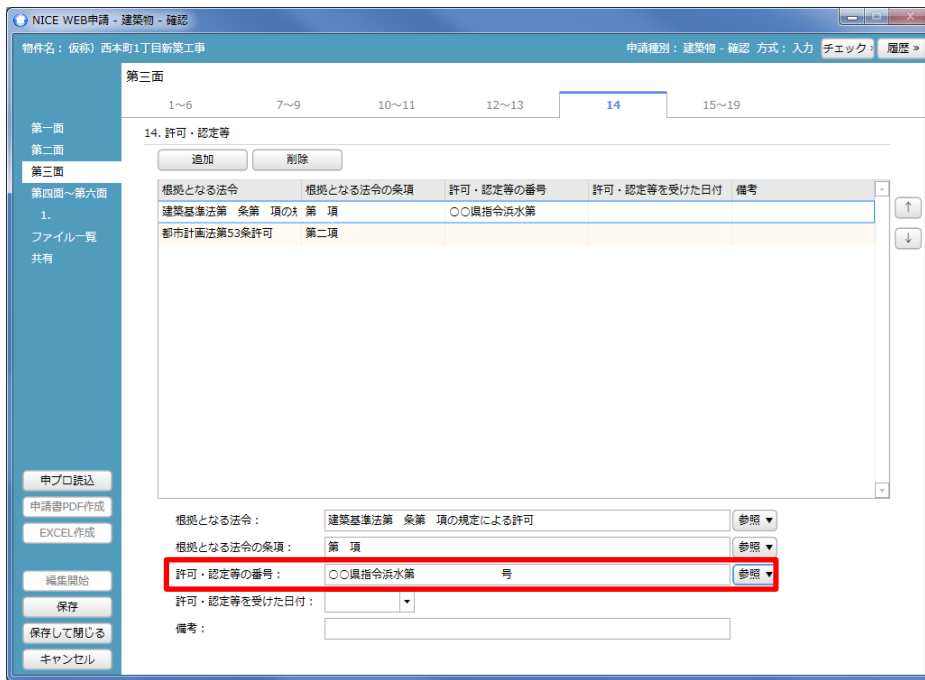 NICE WEB申請 - 建築物 - 確認
物件名： 仮称）西本町1丁目新築工事 申請種別： 建築物 - 確認 方式： 入力 チェック» 履歴 »
第三面
1～6 7～9 10～11 12～13 14 15～19
第一面
第二面
第三面
第四面～第六面
1.
ファイル一覧
共有
14. 許可・認定等
追加 削除
根拠となる法令 根拠となる法令の条項 許可・認定等の番号 許可・認定等を受けた日付 備考
建築基準法第　条第　項の規 第　項 〇〇県指令浜水第
都市計画法第53条許可 第二項
↑
↓
申プロ読込
申請書PDF作成
EXCEL作成
編集開始
保存
保存して閉じる
キャンセル
根拠となる法令： 建築基準法第　条第　項の規定による許可 参照 ▼
根拠となる法令の条項： 第　項 参照 ▼
許可・認定等の番号： 〇〇県指令浜水第　　　　　　　　号 参照 ▼
許可・認定等を受けた日付：
備考：